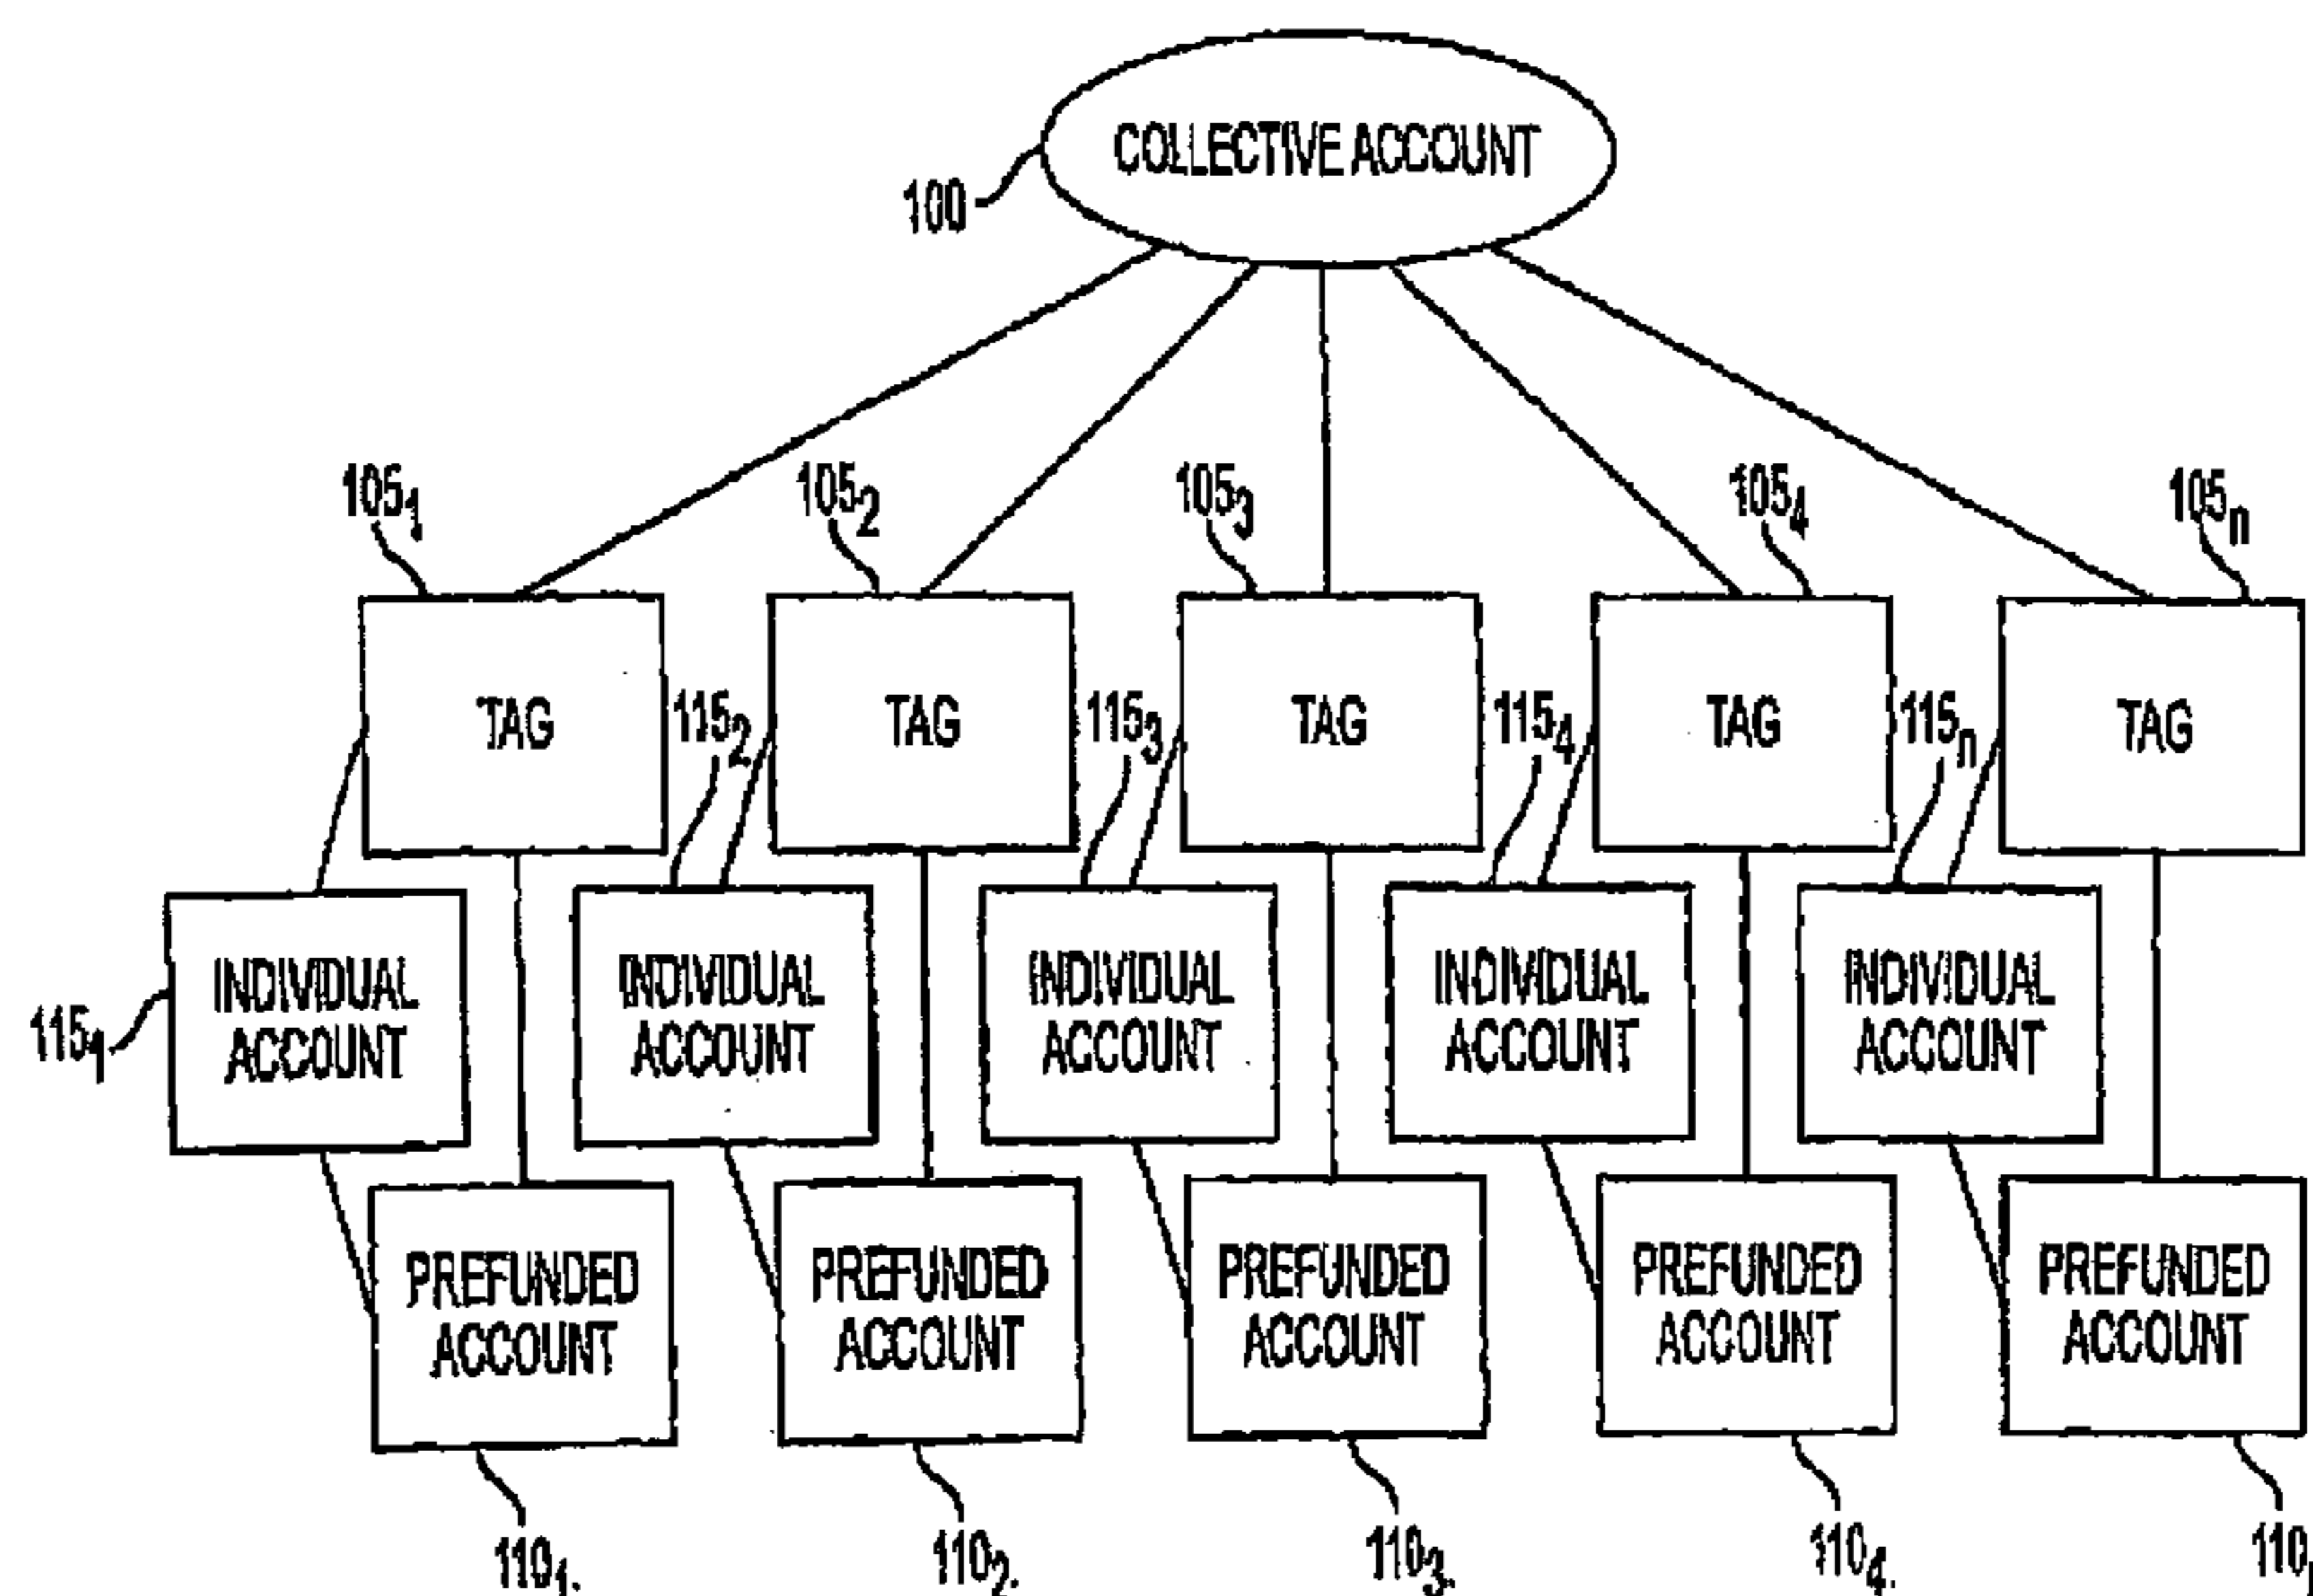 COLLECTIVE ACCOUNT
100
105₁
105₂
105₃
105₄
105ₙ
TAG
TAG
TAG
TAG
TAG
115₂
115₃
115₄
115ₙ
INDIVIDUAL
ACCOUNT
INDIVIDUAL
ACCOUNT
INDIVIDUAL
ACCOUNT
INDIVIDUAL
ACCOUNT
INDIVIDUAL
ACCOUNT
115₁
PREFUNDED
ACCOUNT
PREFUNDED
ACCOUNT
PREFUNDED
ACCOUNT
PREFUNDED
ACCOUNT
PREFUNDED
ACCOUNT
110₁.
110₂.
110₃.
110₄.
110